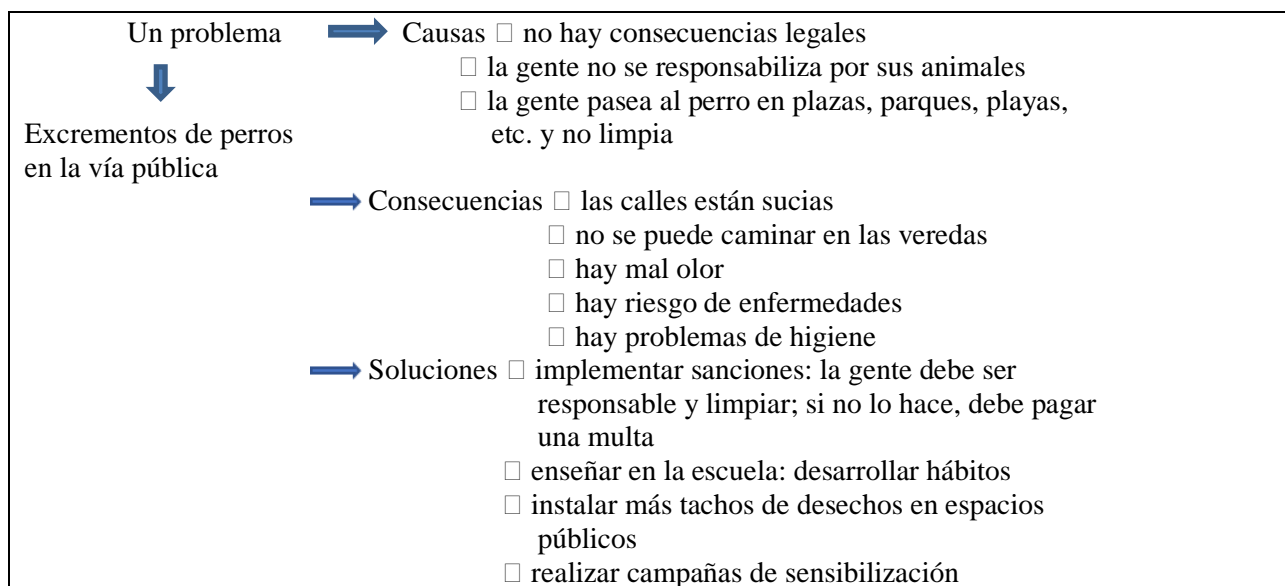 Un problema Causas □ no hay consecuencias legales
□ la gente no se responsabiliza por sus animales
□ la gente pasea al perro en plazas, parques, playas,
etc. y no limpia
Excrementos de perros
en la vía pública
Consecuencias □ las calles están sucias
□ no se puede caminar en las veredas
□ hay mal olor
□ hay riesgo de enfermedades
□ hay problemas de higiene
Soluciones □ implementar sanciones: la gente debe ser
responsable y limpiar; si no lo hace, debe pagar
una multa
□ enseñar en la escuela: desarrollar hábitos
□ instalar más tachos de desechos en espacios
públicos
□ realizar campañas de sensibilización